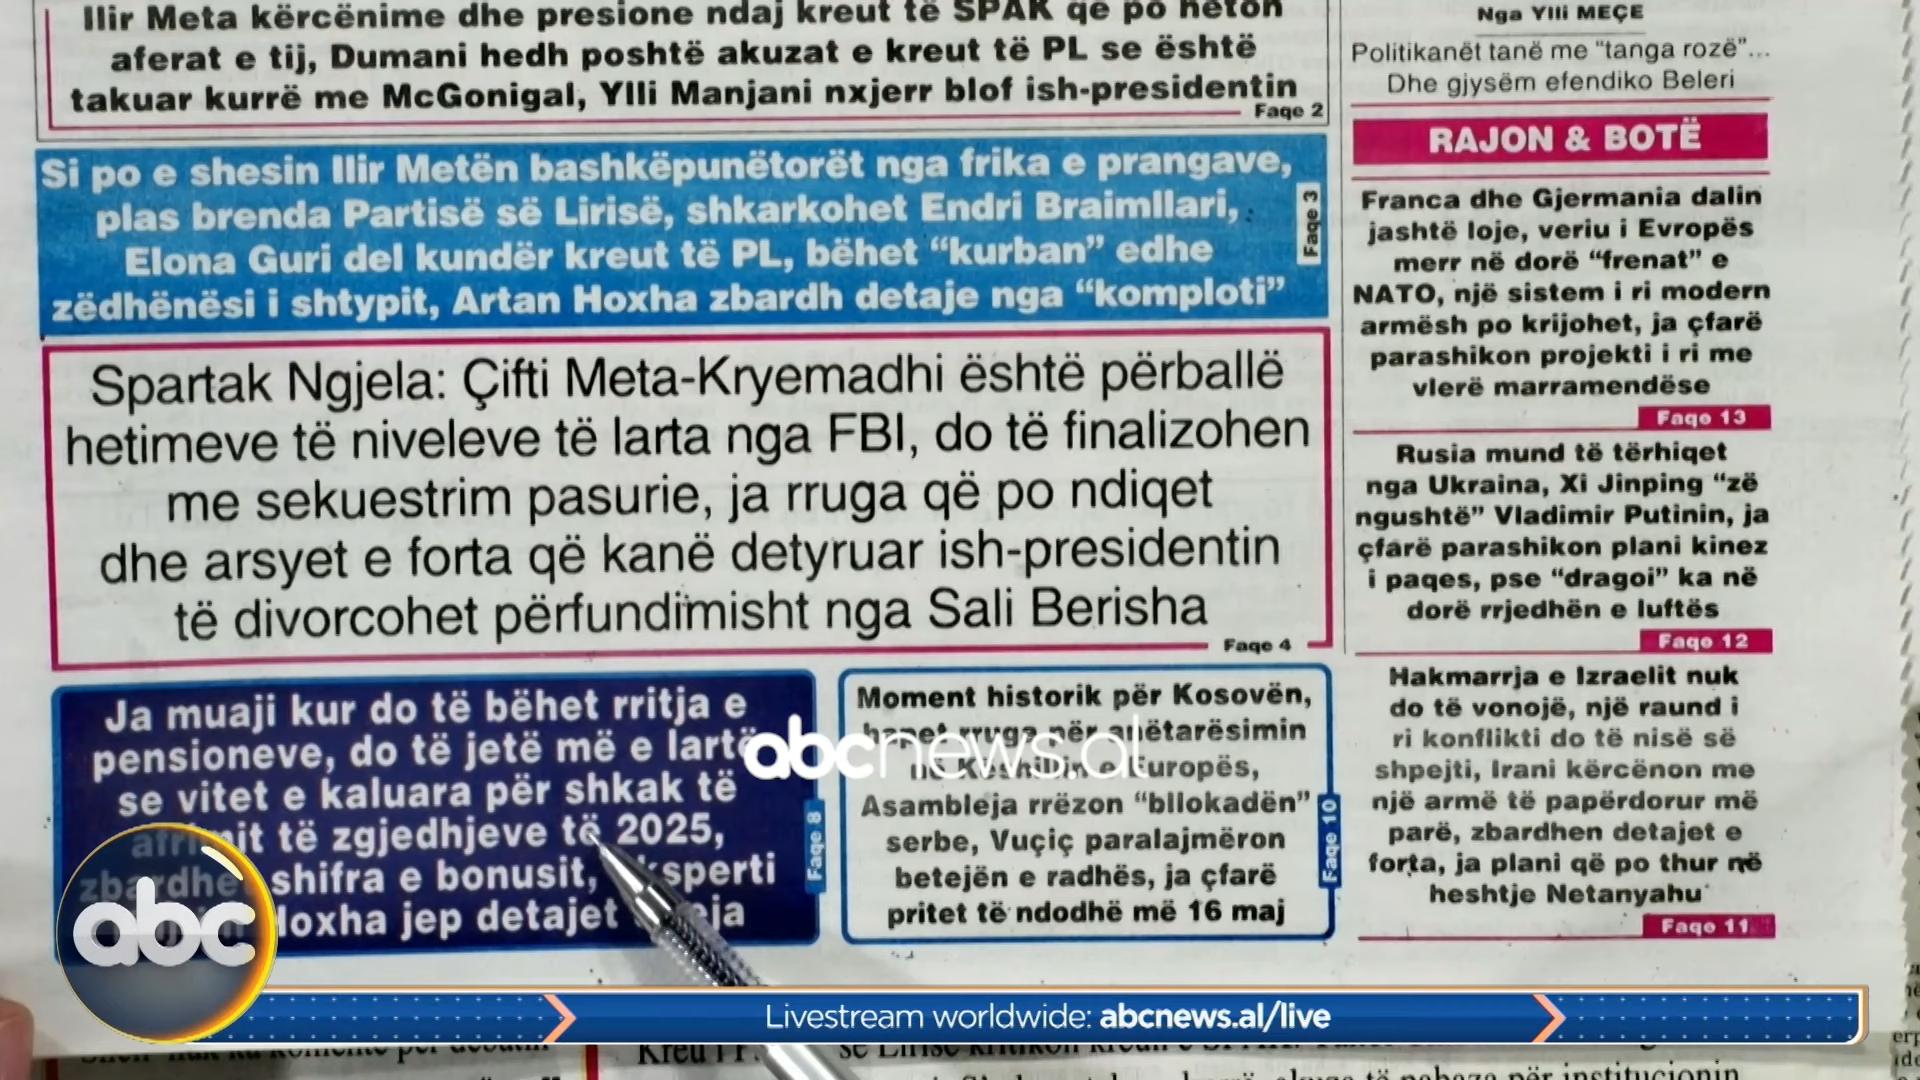 Ilir Meta kërcënime dhe presione ndaj kreut të SPAK që po heton
aferat e tij, Dumani hedh poshtë akuzat e kreut të PL se është
takuar kurrë me McGonigal, Ylli Manjani nxjerr blof ish-presidentin
Faqe 2
Si po e shesin Ilir Metën bashkëpunëtorët nga frika e prangave,
plas brenda Partisë së Lirisë, shkarkohet Endri Braimllari,
Elona Guri del kundër kreut të PL, bëhet “kurban” edhe
zëdhënësi i shtypit, Artan Hoxha zbardh detaje nga “komploti”
Faqe 3
Spartak Ngjela: Çifti Meta-Kryemadhi është përballë
hetimeve të niveleve të larta nga FBI, do të finalizohen
me sekuestrim pasurie, ja rruga që po ndiqet
dhe arsyet e forta që kanë detyruar ish-presidentin
të divorcohet përfundimisht nga Sali Berisha
Faqe 4
Ja muaji kur do të bëhet rritja e
pensioneve, do të jetë më e lartë
se vitet e kaluara për shkak të
të zgjedhjeve të 2025,
shifra e bonusit,
Hoxha jep detajet
Faqe 8
Moment historik për Kosovën,
hapet rruga për anëtarësimin
në Këshillin e Europës,
Asambleja rrëzon “bllokadën”
serbe, Vuçiç paralajmëron
betejën e radhës, ja çfarë
pritet të ndodhë më 16 maj
Faqe 10
Nga Ylli MEÇE
Politikanët tanë me “tanga rozë”...
Dhe gjysëm efendiko Beleri
RAJON & BOTË
Franca dhe Gjermania dalin
jashtë loje, veriu i Evropës
merr në dorë “frenat” e
NATO, një sistem i ri modern
armësh po krijohet, ja çfarë
parashikon projekti i ri me
vlerë marramendëse
Faqe 13
Rusia mund të tërhiqet
nga Ukraina, Xi Jinping “zë
ngushtë” Vladimir Putinin, ja
çfarë parashikon plani kinez
i paqes, pse “dragoi” ka në
dorë rrjedhën e luftës
Faqe 12
Hakmarrja e Izraelit nuk
do të vonojë, një raund i
ri konflikti do të nisë së
shpejti, Irani kërcënon me
një armë të papërdorur më
parë, zbardhen detajet e
forta, ja plani që po thur në
heshtje Netanyahu
Faqe 11
abcnews.al
abc
Livestream worldwide: abcnews.al/live